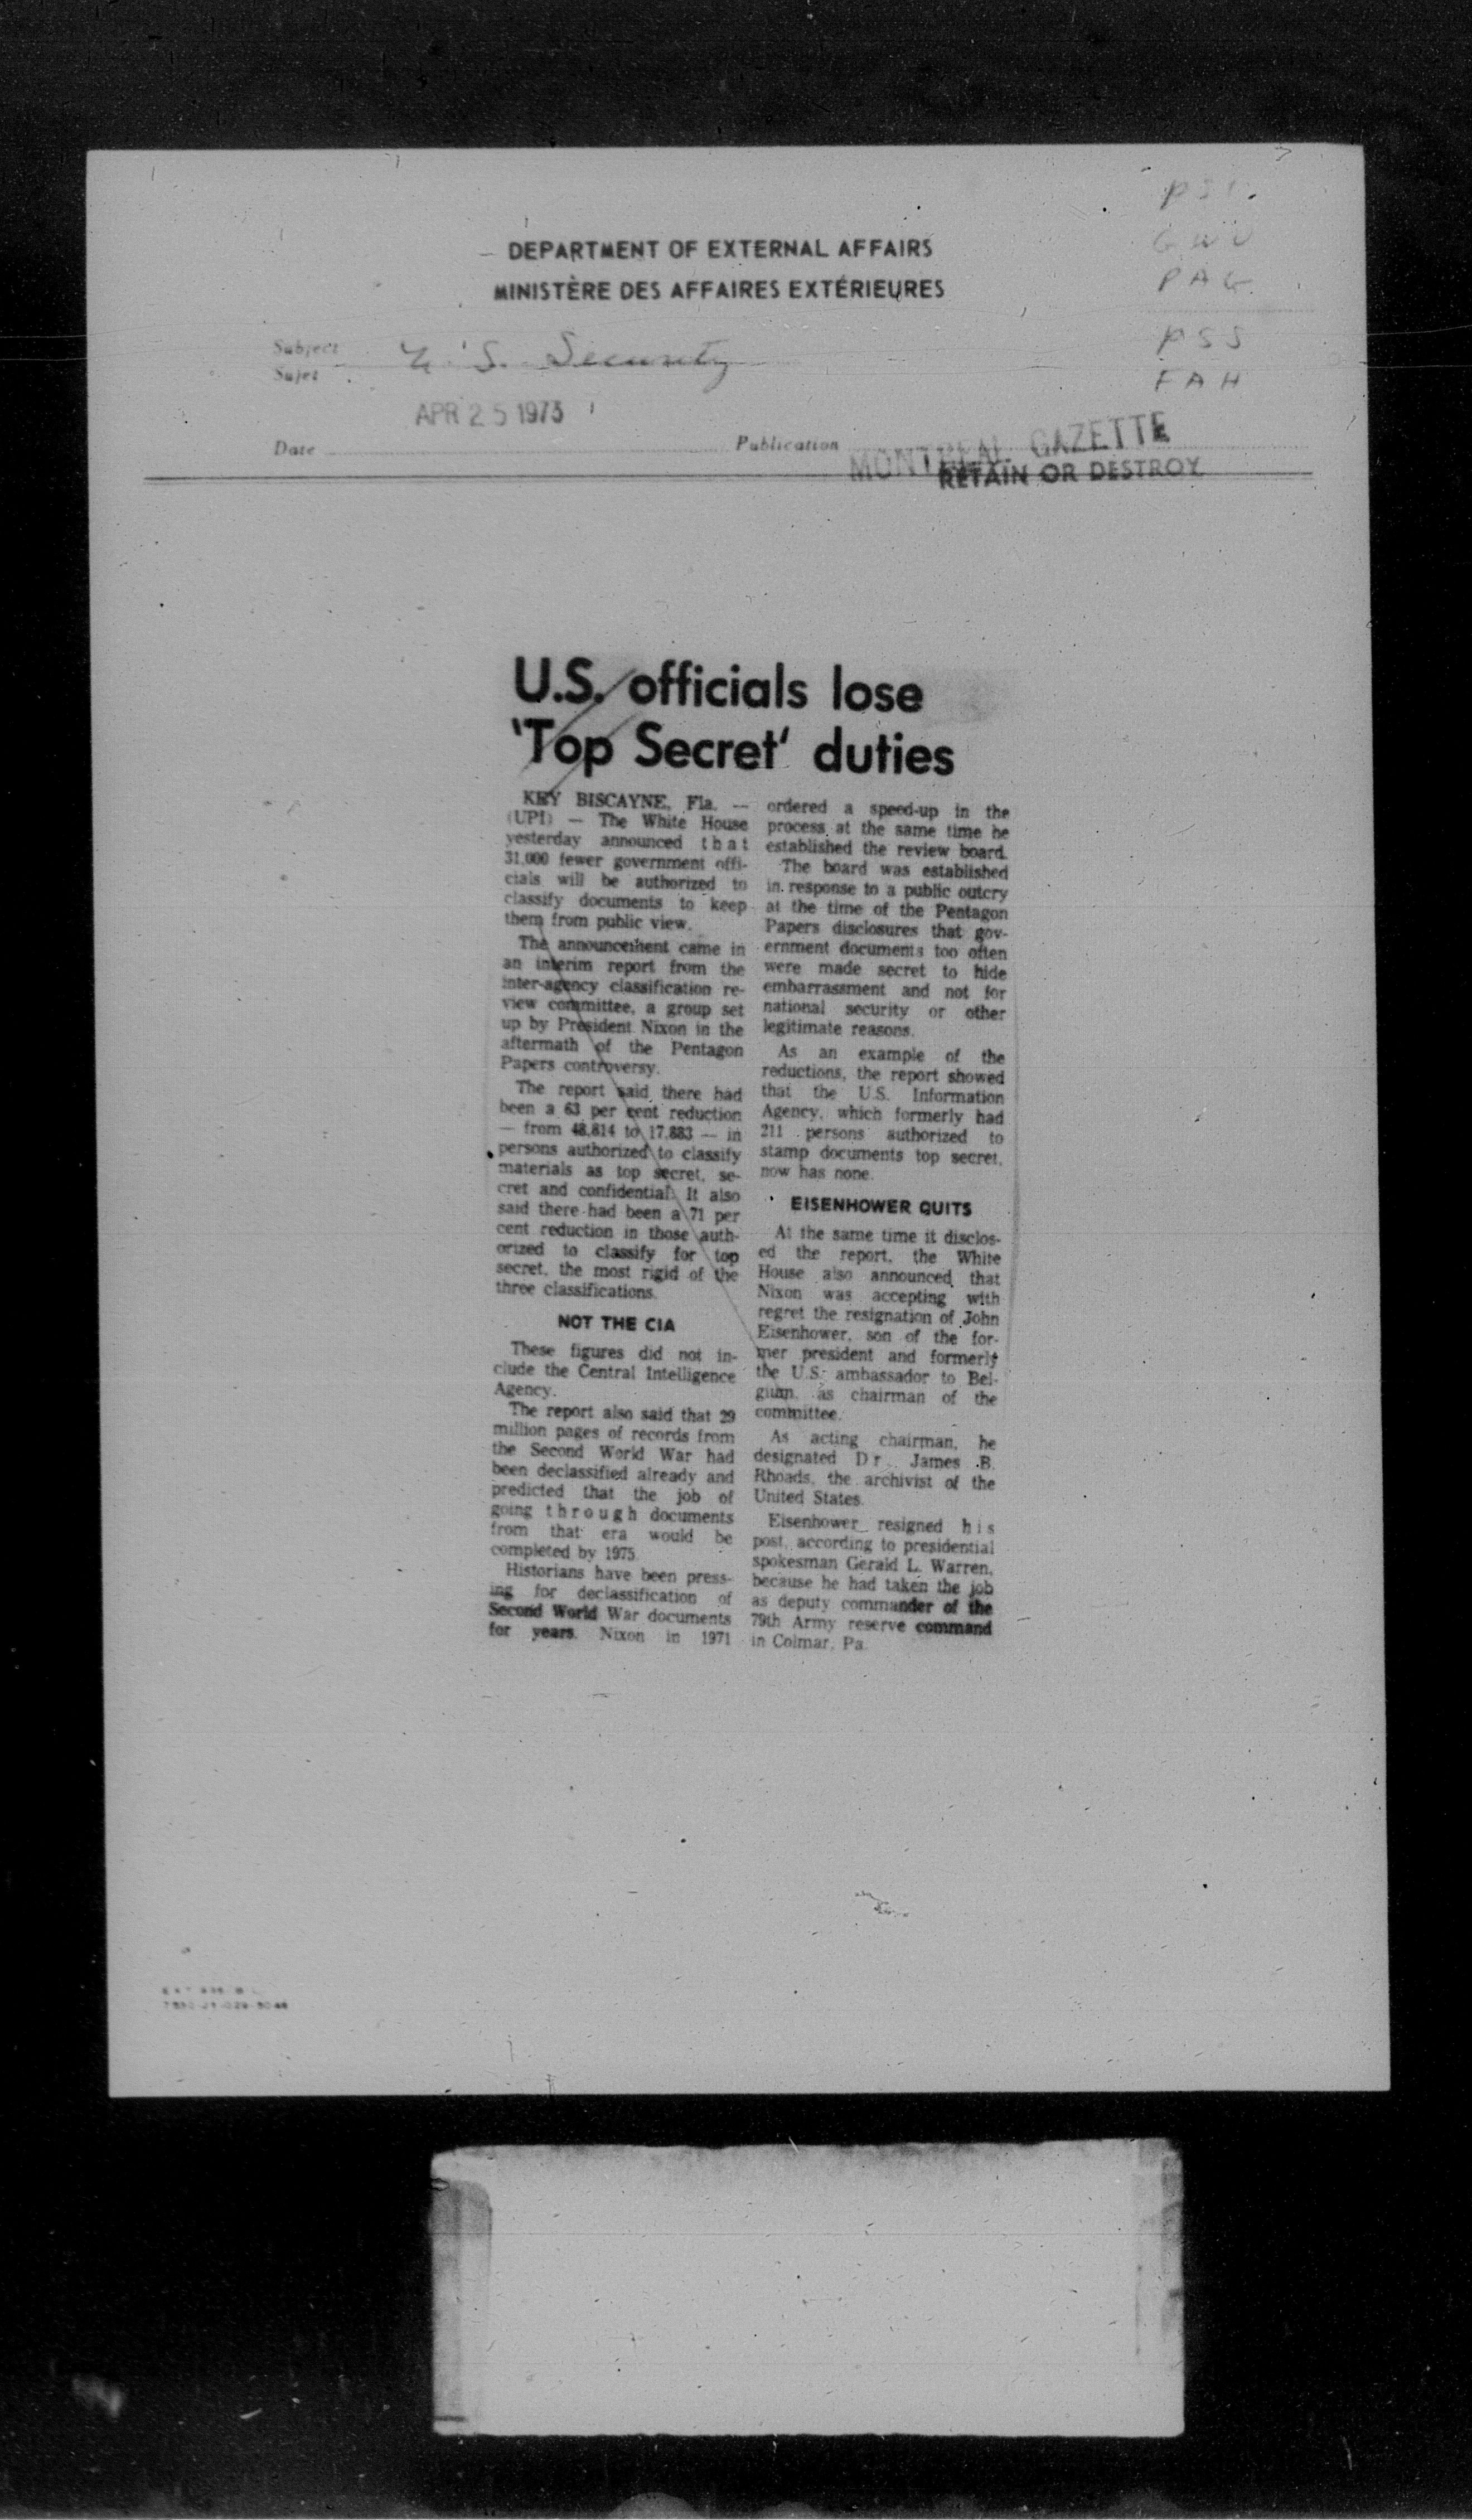 DEPARTMENT OF EXTERNAL AFFAIRS
MINISTÈRE DES AFFAIRES EXTÉRIEURES
G W U
P A G
P S S
F A H
Subject
Sujet
U.S. Security
APR 25 1973
Date
Publication
MONTREAL GAZETTE
RETAIN OR DESTROY
U.S. officials lose
'Top Secret' duties
KEY BISCAYNE, Fla. —
(UPI) — The White House
yesterday announced that
31,000 fewer government offi-
cials will be authorized to
classify documents to keep
them from public view.
The announcement came in
an interim report from the
inter-agency classification re-
view committee, a group set
up by President Nixon in the
aftermath of the Pentagon
Papers controversy.
The report said there had
been a 63 per cent reduction
— from 48,814 to 17,883 — in
persons authorized to classify
materials as top secret, se-
cret and confidential. It also
said there had been a 71 per
cent reduction in those auth-
orized to classify for top
secret, the most rigid of the
three classifications.
NOT THE CIA
These figures did not in-
clude the Central Intelligence
Agency.
The report also said that 29
million pages of records from
the Second World War had
been declassified already and
predicted that the job of
going through documents
from that era would be
completed by 1975.
Historians have been press-
ing for declassification of
Second World War documents
for years. Nixon in 1971
ordered a speed-up in the
process at the same time he
established the review board.
The board was established
in response to a public outcry
at the time of the Pentagon
Papers disclosures that gov-
ernment documents too often
were made secret to hide
embarrassment and not for
national security or other
legitimate reasons.
As an example of the
reductions, the report showed
that the U.S. Information
Agency, which formerly had
211 persons authorized to
stamp documents top secret,
now has none.
EISENHOWER QUITS
At the same time it disclos-
ed the report, the White
House also announced that
Nixon was accepting with
regret the resignation of John
Eisenhower, son of the for-
mer president and formerly
the U.S. ambassador to Bel-
gium, as chairman of the
committee.
As acting chairman, he
designated Dr. James B.
Rhoads, the archivist of the
United States.
Eisenhower resigned his
post, according to presidential
spokesman Gerald L. Warren,
because he had taken the job
as deputy commander of the
79th Army reserve command
in Colmar, Pa.